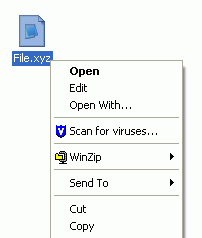 File.xyz
Open
Edit
Open With...
Scan for viruses...
WinZip
Send To
Cut
Copy